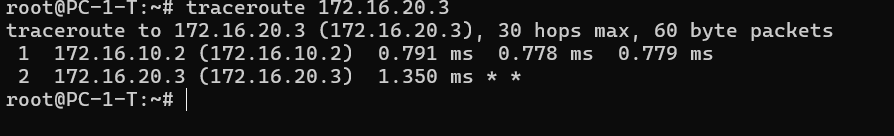 root@PC-1-T:~# traceroute 172.16.20.3
traceroute to 172.16.20.3 (172.16.20.3), 30 hops max, 60 byte packets
 1  172.16.10.2 (172.16.10.2)  0.791 ms  0.778 ms  0.779 ms
 2  172.16.20.3 (172.16.20.3)  1.350 ms * *
root@PC-1-T:~#